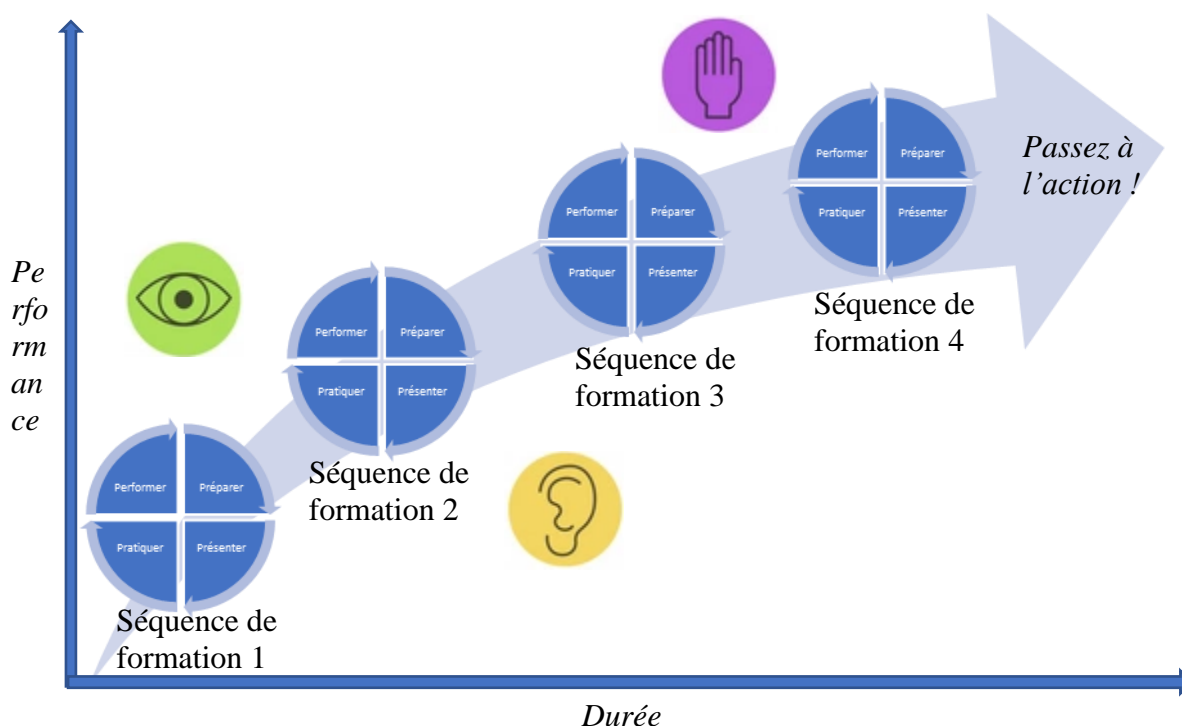 Performer
Préparer
Pratiquer
Présenter
Passez à
l’action !
Performer
Préparer
Pratiquer
Présenter
Séquence de
formation 4
Performer
Préparer
Pratiquer
Présenter
Séquence de
formation 3
Pe
rfo
rm
an
ce
Performer
Préparer
Pratiquer
Présenter
Séquence de
formation 2
Séquence de
formation 1
Durée